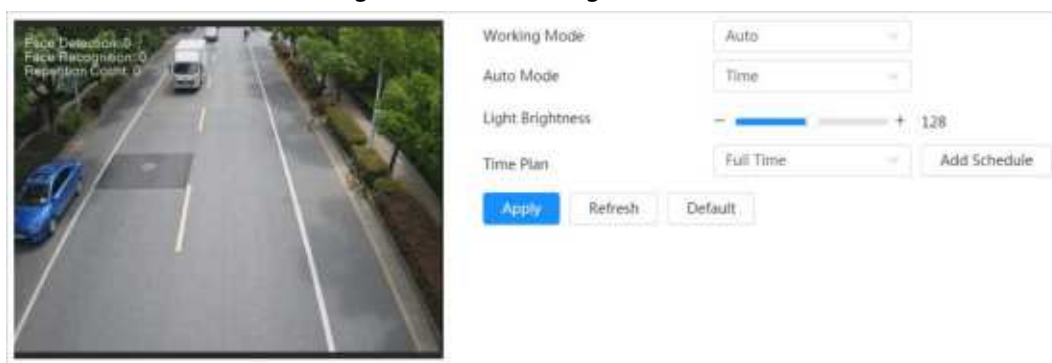 Face Detection: 0
Face Recognition: 0
Repention Count: 0
Working Mode Auto
Auto Mode Time
Light Brightness - + 128
Time Plan Full Time Add Schedule
Apply Refresh Default